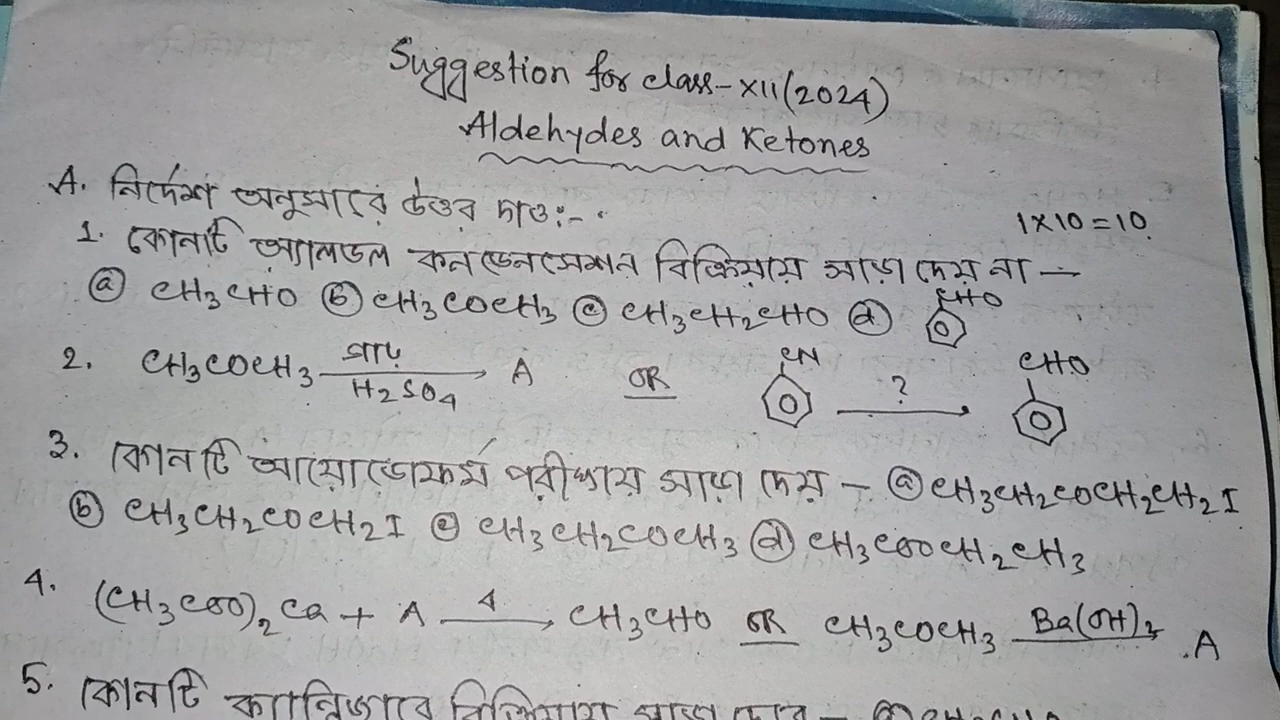 Suggestion for class-XII (2024)
Aldehydes and Ketones
A. নির্দেশ অনুসারে উত্তর দাও:-
1×10=10
1. কোনটি অ্যালডল কনডেনসেশন বিক্রিয়ায় সাড়া দেয় না —
ⓐ CH₃CHO ⓑ CH₃COCH₃ ⓒ CH₃CH₂CHO ⓓ CHO
2. CH₃COCH₃ গাঢ় H₂SO₄ → A OR CN ? → CHO
3. কোনটি আয়োডোফর্ম পরীক্ষায় সাড়া দেয় – ⓐ CH₃CH₂COCH₂CH₂I
ⓑ CH₃CH₂COCH₂I ⓒ CH₃CH₂COCH₃ ⓓ CH₃COOCH₂CH₃
4. (CH₃COO)₂Ca + A Δ → CH₃CHO OR CH₃COCH₃ Ba(OH)₂ → A
5. কোনটি ক্যানিজারো বিক্রিয়ায় সাড়া দেবে –